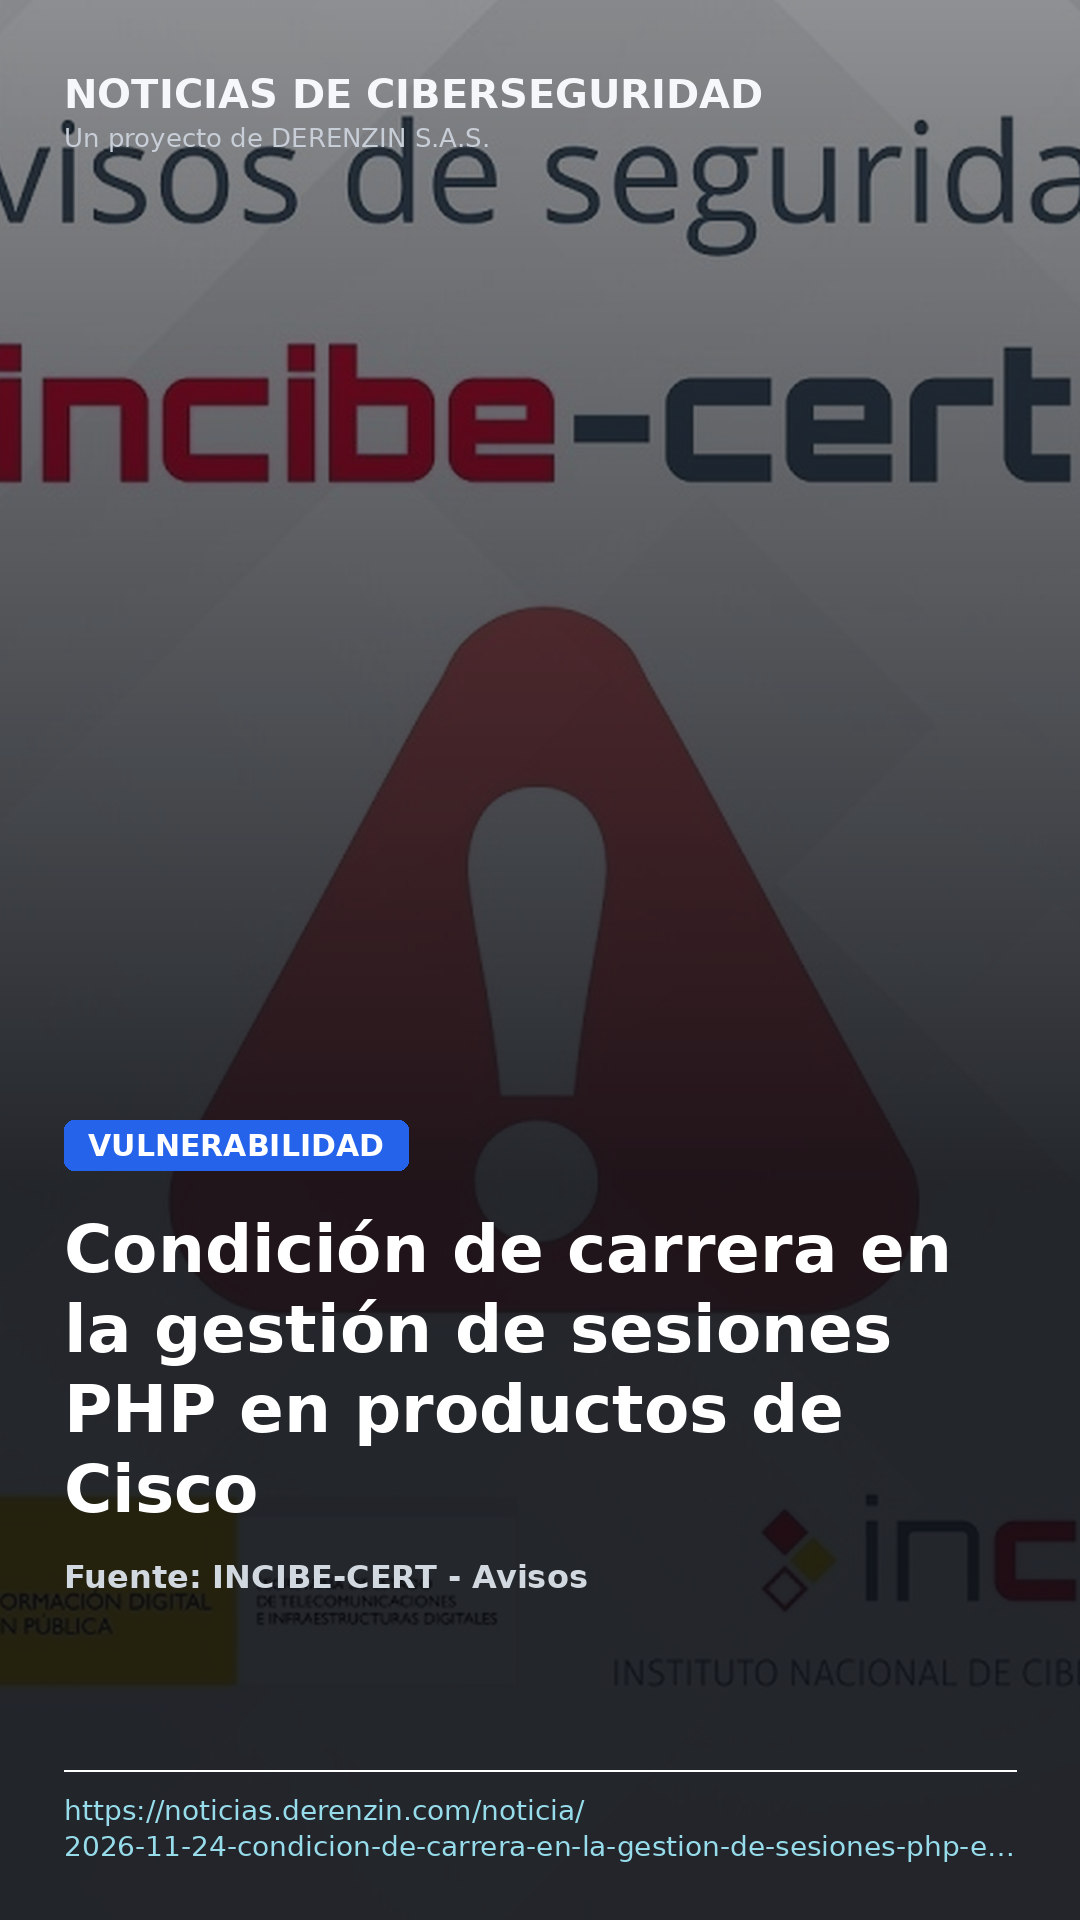 NOTICIAS DE CIBERSEGURIDAD
Un proyecto de DERENZIN S.A.S.
visos de segurida
incibe-cert
VULNERABILIDAD
Condición de carrera en
la gestión de sesiones
PHP en productos de
Cisco
Fuente: INCIBE-CERT - Avisos
ORMACIÓN DIGITAL
N PÚBLICA
DE TELECOMUNICACIONES
E INFRAESTRUCTURAS DIGITALES
inc
INSTITUTO NACIONAL DE CIB
https://noticias.derenzin.com/noticia/
2026-11-24-condicion-de-carrera-en-la-gestion-de-sesiones-php-e...